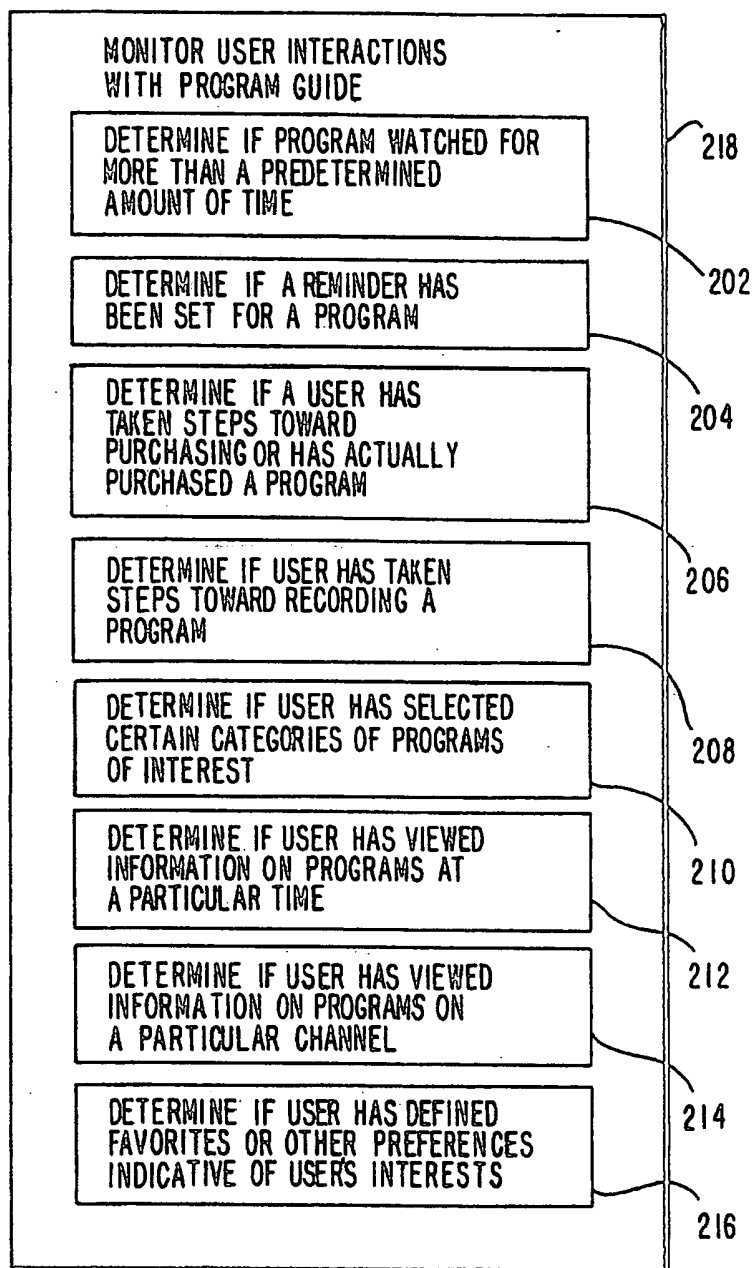 MONITOR USER INTERACTIONS
WITH PROGRAM GUIDE
218
DETERMINE IF PROGRAM WATCHED FOR
MORE THAN A PREDETERMINED
AMOUNT OF TIME
202
DETERMINE IF A REMINDER HAS
BEEN SET FOR A PROGRAM
204
DETERMINE IF A USER HAS
TAKEN STEPS TOWARD
PURCHASING OR HAS ACTUALLY
PURCHASED A PROGRAM
206
DETERMINE IF USER HAS TAKEN
STEPS TOWARD RECORDING A
PROGRAM
208
DETERMINE IF USER HAS SELECTED
CERTAIN CATEGORIES OF PROGRAMS
OF INTEREST
210
DETERMINE IF USER HAS VIEWED
INFORMATION ON PROGRAMS AT
A PARTICULAR TIME
212
DETERMINE IF USER HAS VIEWED
INFORMATION ON PROGRAMS ON
A PARTICULAR CHANNEL
214
DETERMINE IF USER HAS DEFINED
FAVORITES OR OTHER PREFERENCES
INDICATIVE OF USER'S INTERESTS
216